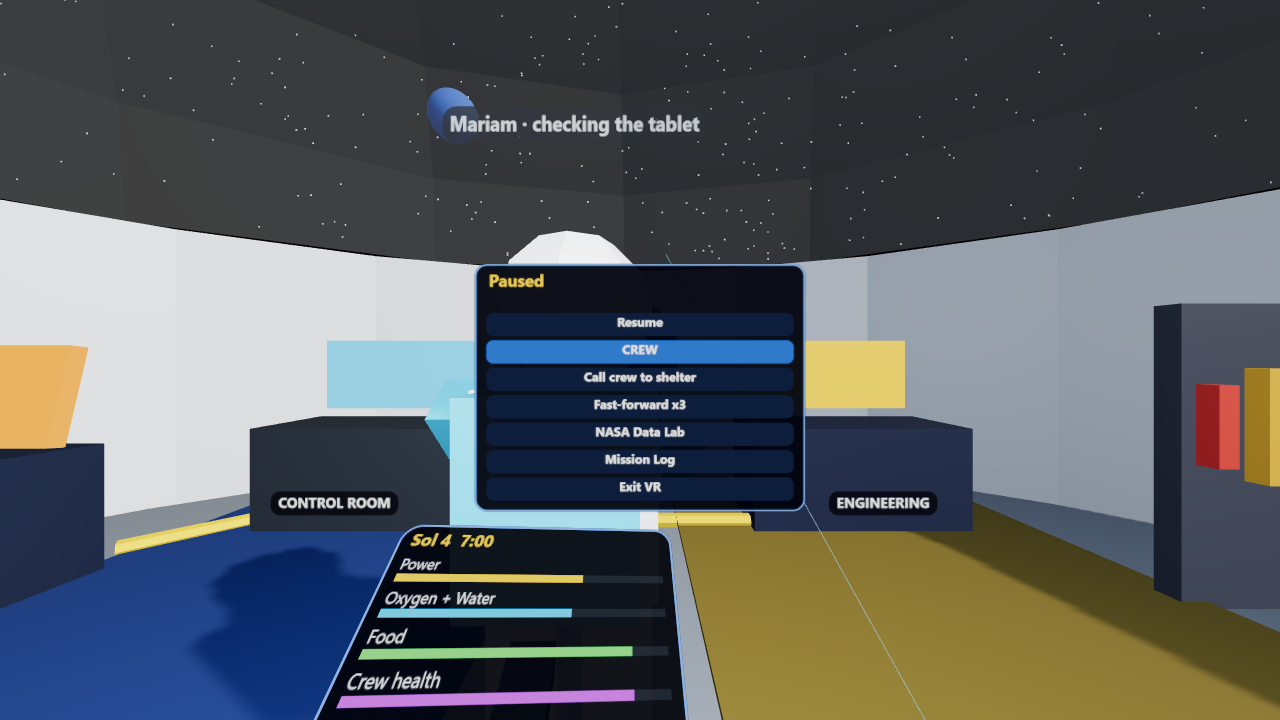 Mariam · checking the tablet
Paused
Resume
CREW
Call crew to shelter
Fast-forward x3
NASA Data Lab
Mission Log
Exit VR
CONTROL ROOM
ENGINEERING
Sol 4 7:00
Power
Oxygen + Water
Food
Crew health